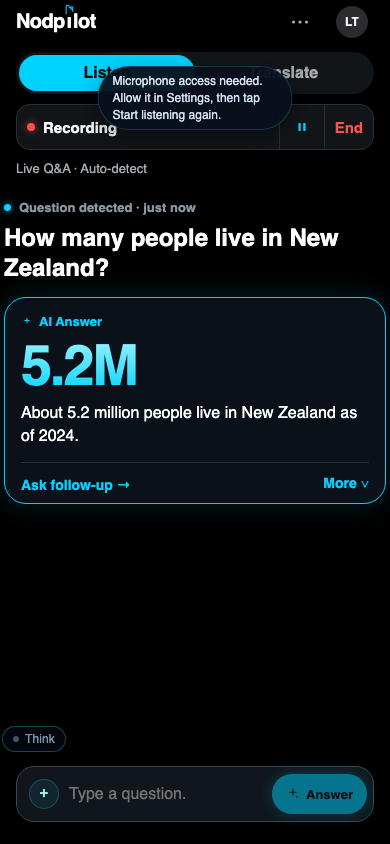 Nodpilot
LT
Microphone access needed.
Allow it in Settings, then tap
Start listening again.
Recording
End
Live Q&A · Auto-detect
Question detected · just now
How many people live in New
Zealand?
AI Answer
5.2M
About 5.2 million people live in New Zealand as
of 2024.
Ask follow-up →
More
Think
Type a question.
Answer